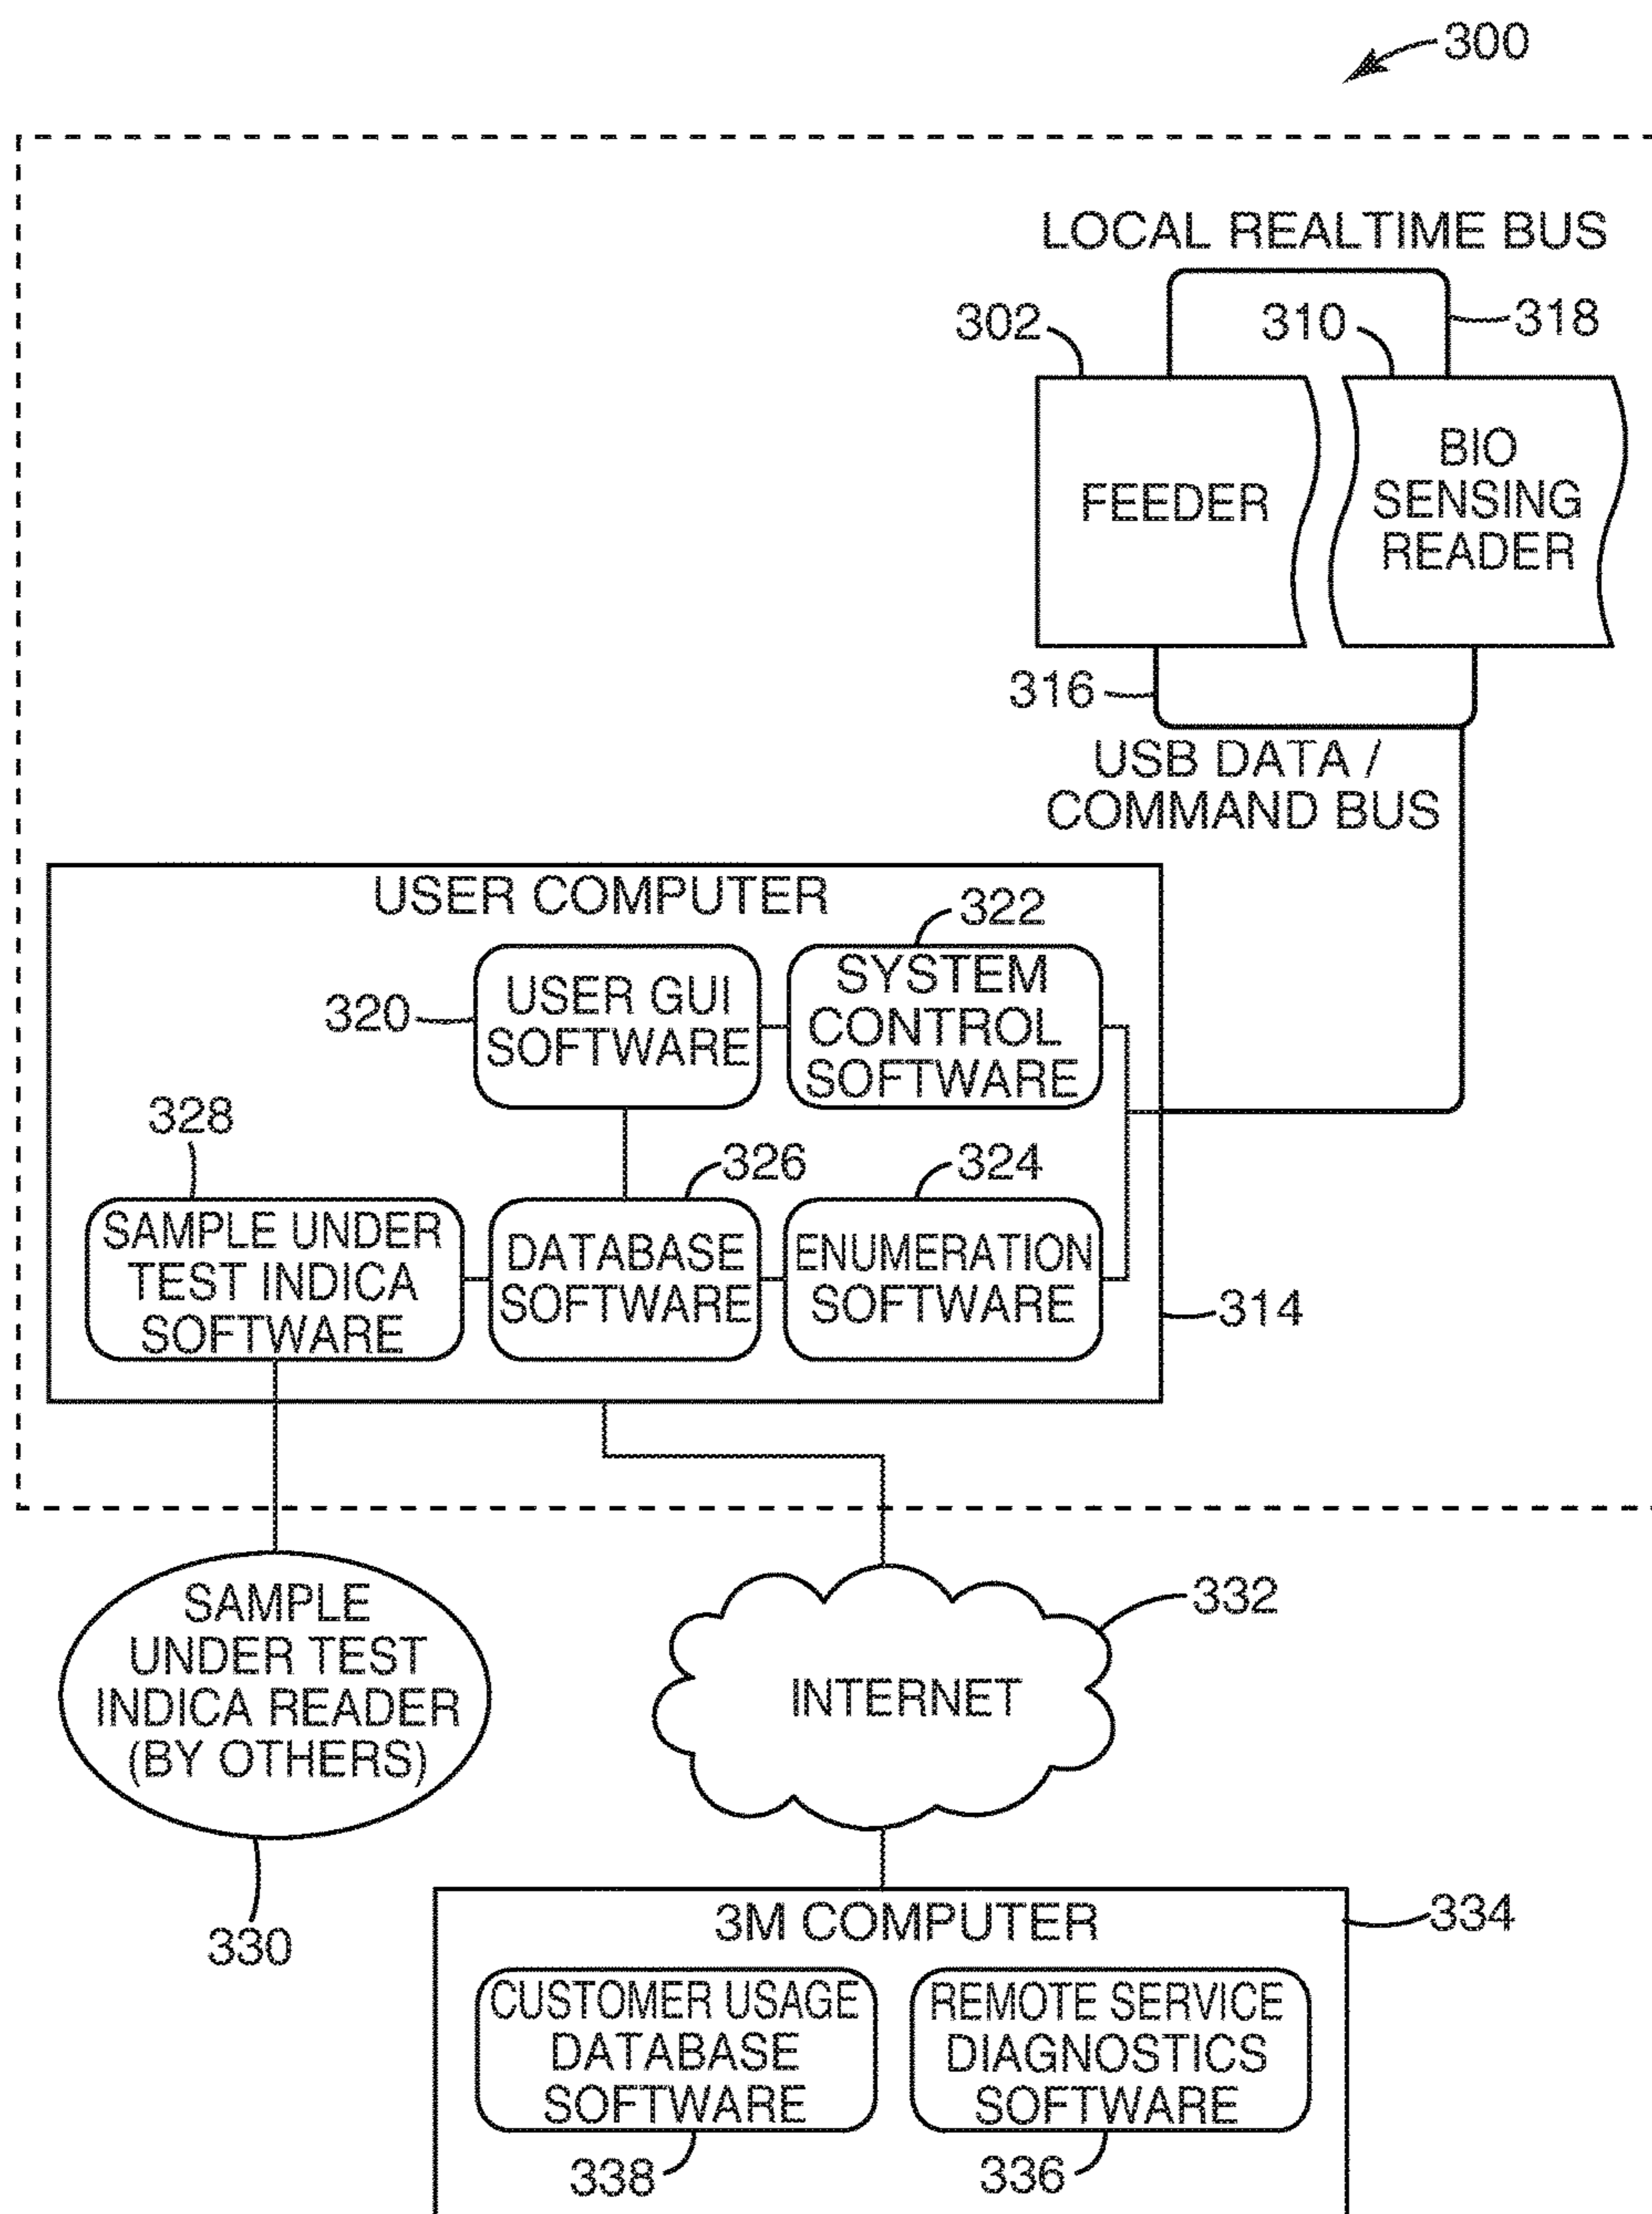 300
LOCAL REALTIME BUS
302
310
318
FEEDER
BIO
SENSING
READER
316
USB DATA /
COMMAND BUS
USER COMPUTER
322
320
USER GUI
SOFTWARE
SYSTEM
CONTROL
SOFTWARE
328
326
324
SAMPLE UNDER
TEST INDICA
SOFTWARE
DATABASE
SOFTWARE
ENUMERATION
SOFTWARE
314
SAMPLE
UNDER TEST
INDICA READER
(BY OTHERS)
332
INTERNET
330
3M COMPUTER
334
CUSTOMER USAGE
DATABASE
SOFTWARE
REMOTE SERVICE
DIAGNOSTICS
SOFTWARE
338
336